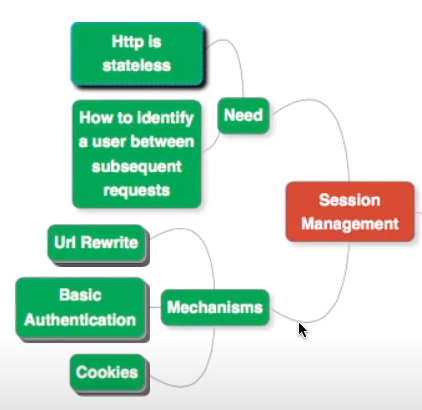 Http is
stateless
How to identify
a user between
subsequent
requests
Need
Session
Management
Url Rewrite
Basic
Authentication
Mechanisms
Cookies